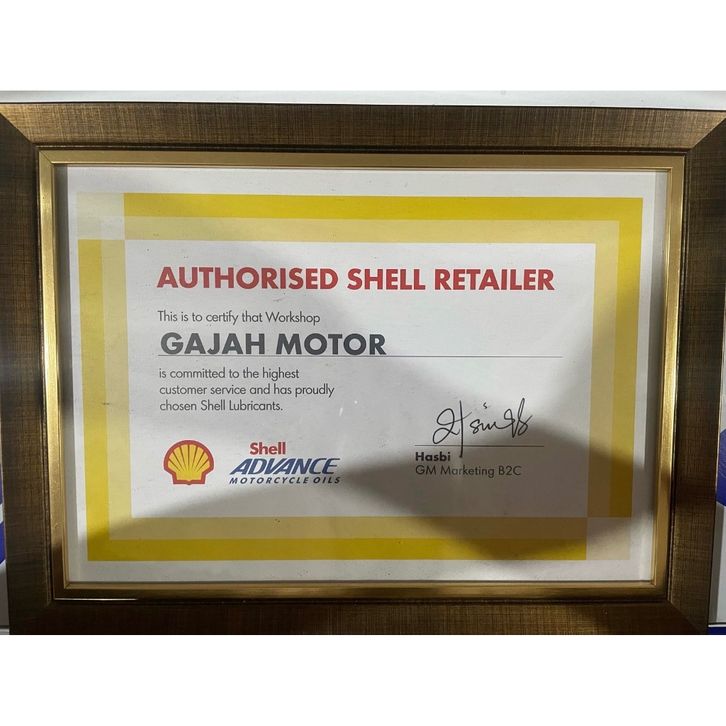 AUTHORISED SHELL RETAILER
This is to certify that Workshop
GAJAH MOTOR
is committed to the highest
customer service and has proudly
chosen Shell Lubricants.
Shell
ADVANCE
MOTORCYCLE OILS
Hasbi
GM Marketing B2C